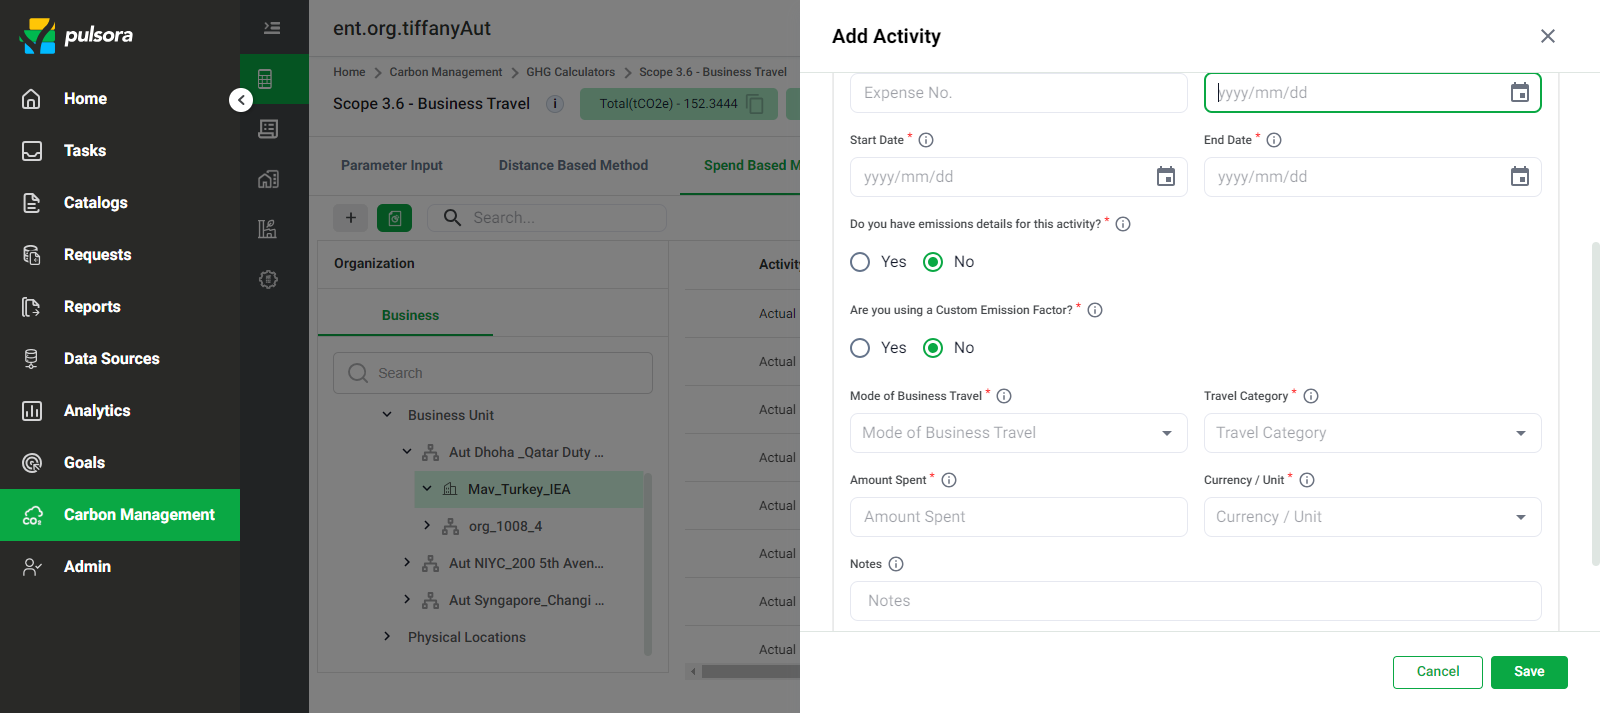 pulsora
Home
Tasks
Catalogs
Requests
Reports
Data Sources
Analytics
Goals
Carbon Management
Admin
ent.org.tiffanyAut
Home > Carbon Management > GHG Calculators > Scope 3.6 - Business Travel
Scope 3.6 - Business Travel
Total(tCO2e) - 152.3444
Parameter Input
Distance Based Method
Spend Based M
Search...
Organization
Business
Search
Business Unit
Aut Dhoha _Qatar Duty ...
Mav_Turkey_IEA
org_1008_4
Aut NIYC_200 5th Aven...
Aut Syngapore_Changi ...
Physical Locations
Activity
Actual
Actual
Actual
Actual
Actual
Actual
Actual
Actual
Add Activity
Expense No.
yyyy/mm/dd
Start Date *
End Date *
yyyy/mm/dd
yyyy/mm/dd
Do you have emissions details for this activity? *
Yes
No
Are you using a Custom Emission Factor? *
Yes
No
Mode of Business Travel *
Travel Category *
Mode of Business Travel
Travel Category
Amount Spent *
Currency / Unit *
Amount Spent
Currency / Unit
Notes
Notes
Cancel
Save